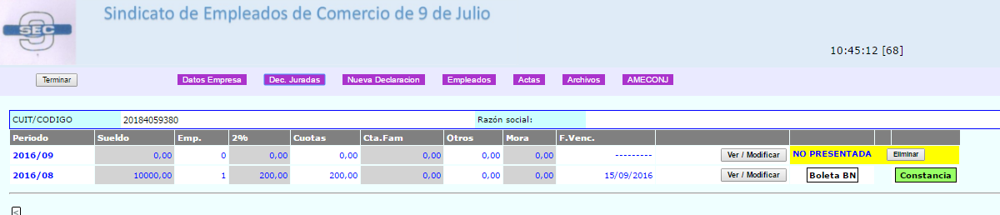 Sindicato de Empleados de Comercio de 9 de Julio
SEC
10:45:12 [68]
Terminar Datos Empresa Dec. Juradas Nueva Declaracion Empleados Actas Archivos AMECONJ
CUIT/CODIGO 20184059380 Razón social:
Periodo Sueldo Emp. 2% Cuotas Cta.Fam Otros Mora F.Venc.
2016/09 0,00 0 0,00 0,00 0,00 0,00 0,00 --------- Ver / Modificar NO PRESENTADA Eliminar
2016/08 10000,00 1 200,00 200,00 0,00 0,00 0,00 15/09/2016 Ver / Modificar Boleta BN Constancia
<